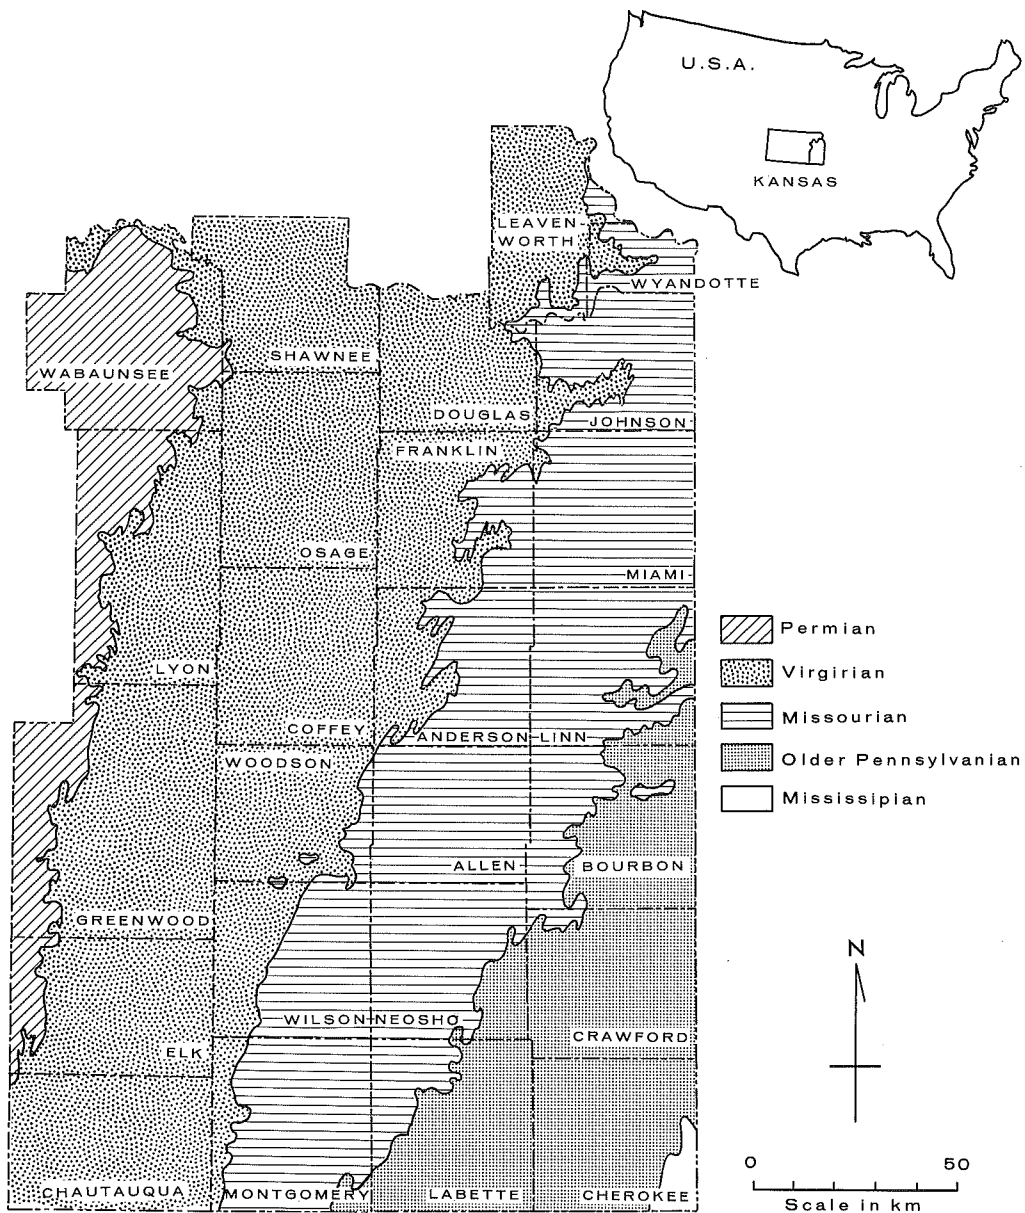 U.S.A.
KANSAS
LEAVEN-
WORTH
WYANDOTTE
SHAWNEE
WABAUNSEE
DOUGLAS
JOHNSON
FRANKLIN
OSAGE
MIAMI
LYON
COFFEY
ANDERSON LINN
WOODSON
ALLEN
BOURBON
GREENWOOD
WILSON NEOSHO
CRAWFORD
ELK
CHAUTAUQUA
MONTGOMERY
LABETTE
CHEROKEE
Permian
Virgirian
Missourian
Older Pennsylvanian
Mississipian
N
0 50
Scale in km